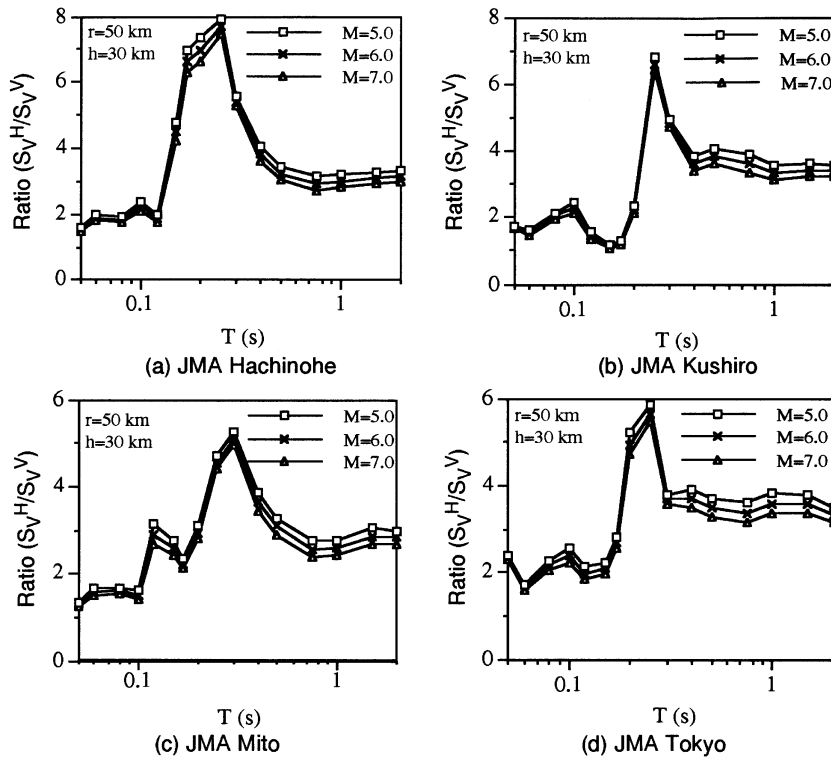 8
6
4
2
0
Ratio (SvH/SvV)
r=50 km
h=30 km
M=5.0
M=6.0
M=7.0
0.1
1
T (s)
(a) JMA Hachinohe
8
6
4
2
0
Ratio (SvH/SvV)
r=50 km
h=30 km
M=5.0
M=6.0
M=7.0
0.1
1
T (s)
(b) JMA Kushiro
6
4
2
0
Ratio (SvH/SvV)
r=50 km
h=30 km
M=5.0
M=6.0
M=7.0
0.1
1
T (s)
(c) JMA Mito
6
4
2
0
Ratio (SvH/SvV)
r=50 km
h=30 km
M=5.0
M=6.0
M=7.0
0.1
1
T (s)
(d) JMA Tokyo